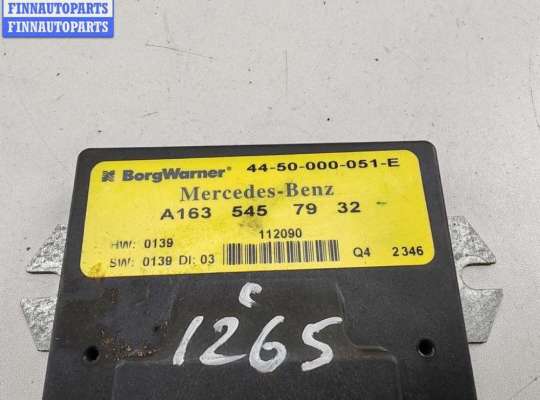 FINNAUTOPARTS
FINNAUTOPARTS
BorgWarner® 44-50-000-051-E
Mercedes-Benz
A163 545 79 32
HW: 0139 112090
SW: 0139 DI: 03 Q4 2346
c
1265